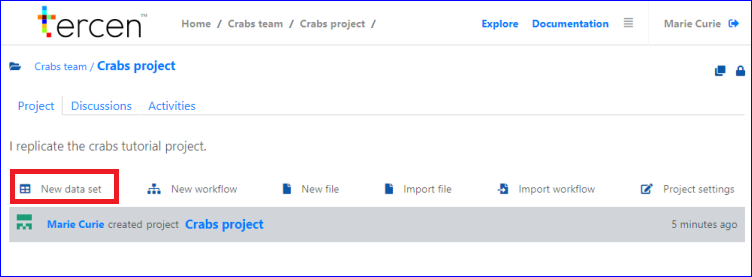 tercen™
Home / Crabs team / Crabs project /
Explore Documentation
Marie Curie
Crabs team / Crabs project
Project Discussions Activities
I replicate the crabs tutorial project.
New data set New workflow New file Import file Import workflow Project settings
Marie Curie created project Crabs project 5 minutes ago